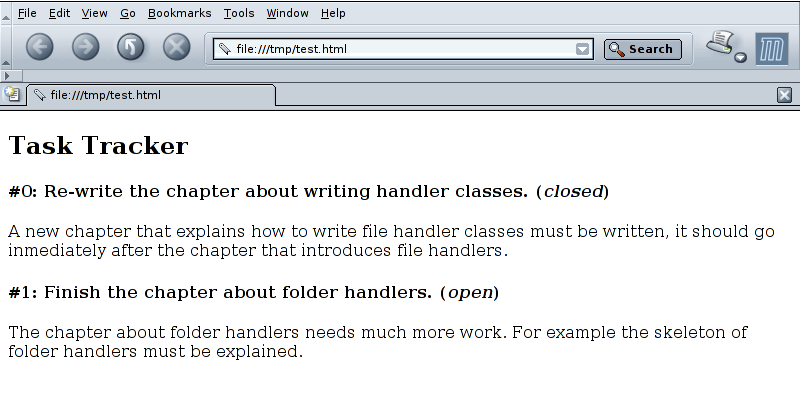 File Edit View Go Bookmarks Tools Window Help
file:///tmp/test.html Search
file:///tmp/test.html
Task Tracker
#0: Re-write the chapter about writing handler classes. (closed)
A new chapter that explains how to write file handler classes must be written, it should go
inmediately after the chapter that introduces file handlers.
#1: Finish the chapter about folder handlers. (open)
The chapter about folder handlers needs much more work. For example the skeleton of
folder handlers must be explained.